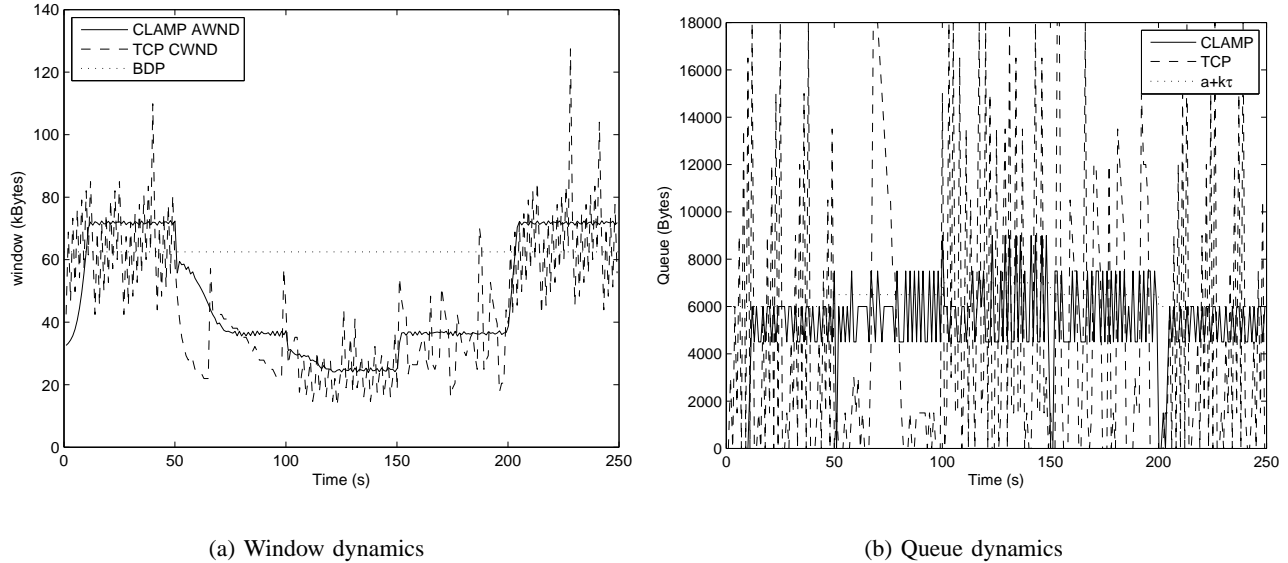 140
120
100
80
60
40
20
0
window (kBytes)
CLAMP AWND
TCP CWND
BDP
0 50 100 150 200 250
Time (s)
(a) Window dynamics
18000
16000
14000
12000
10000
8000
6000
4000
2000
0
Queue (Bytes)
CLAMP
TCP
a+kτ
0 50 100 150 200 250
Time (s)
(b) Queue dynamics